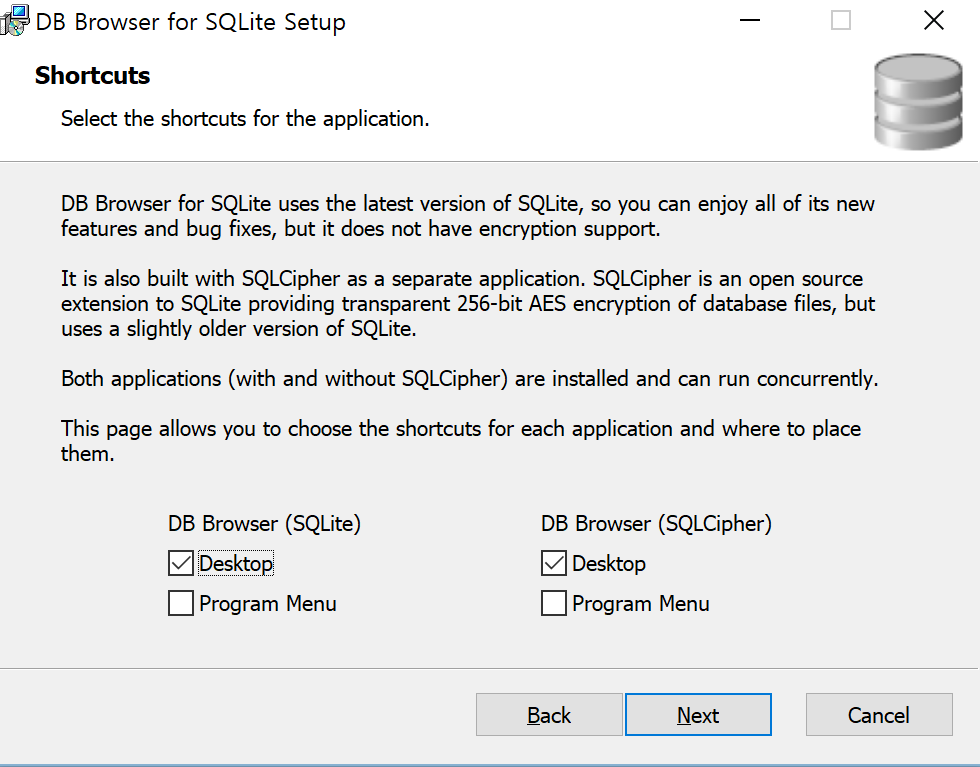 DB Browser for SQLite Setup
Shortcuts
Select the shortcuts for the application.
DB Browser for SQLite uses the latest version of SQLite, so you can enjoy all of its new
features and bug fixes, but it does not have encryption support.
It is also built with SQLCipher as a separate application. SQLCipher is an open source
extension to SQLite providing transparent 256-bit AES encryption of database files, but
uses a slightly older version of SQLite.
Both applications (with and without SQLCipher) are installed and can run concurrently.
This page allows you to choose the shortcuts for each application and where to place
them.
DB Browser (SQLite)
Desktop
Program Menu
DB Browser (SQLCipher)
Desktop
Program Menu
Back
Next
Cancel